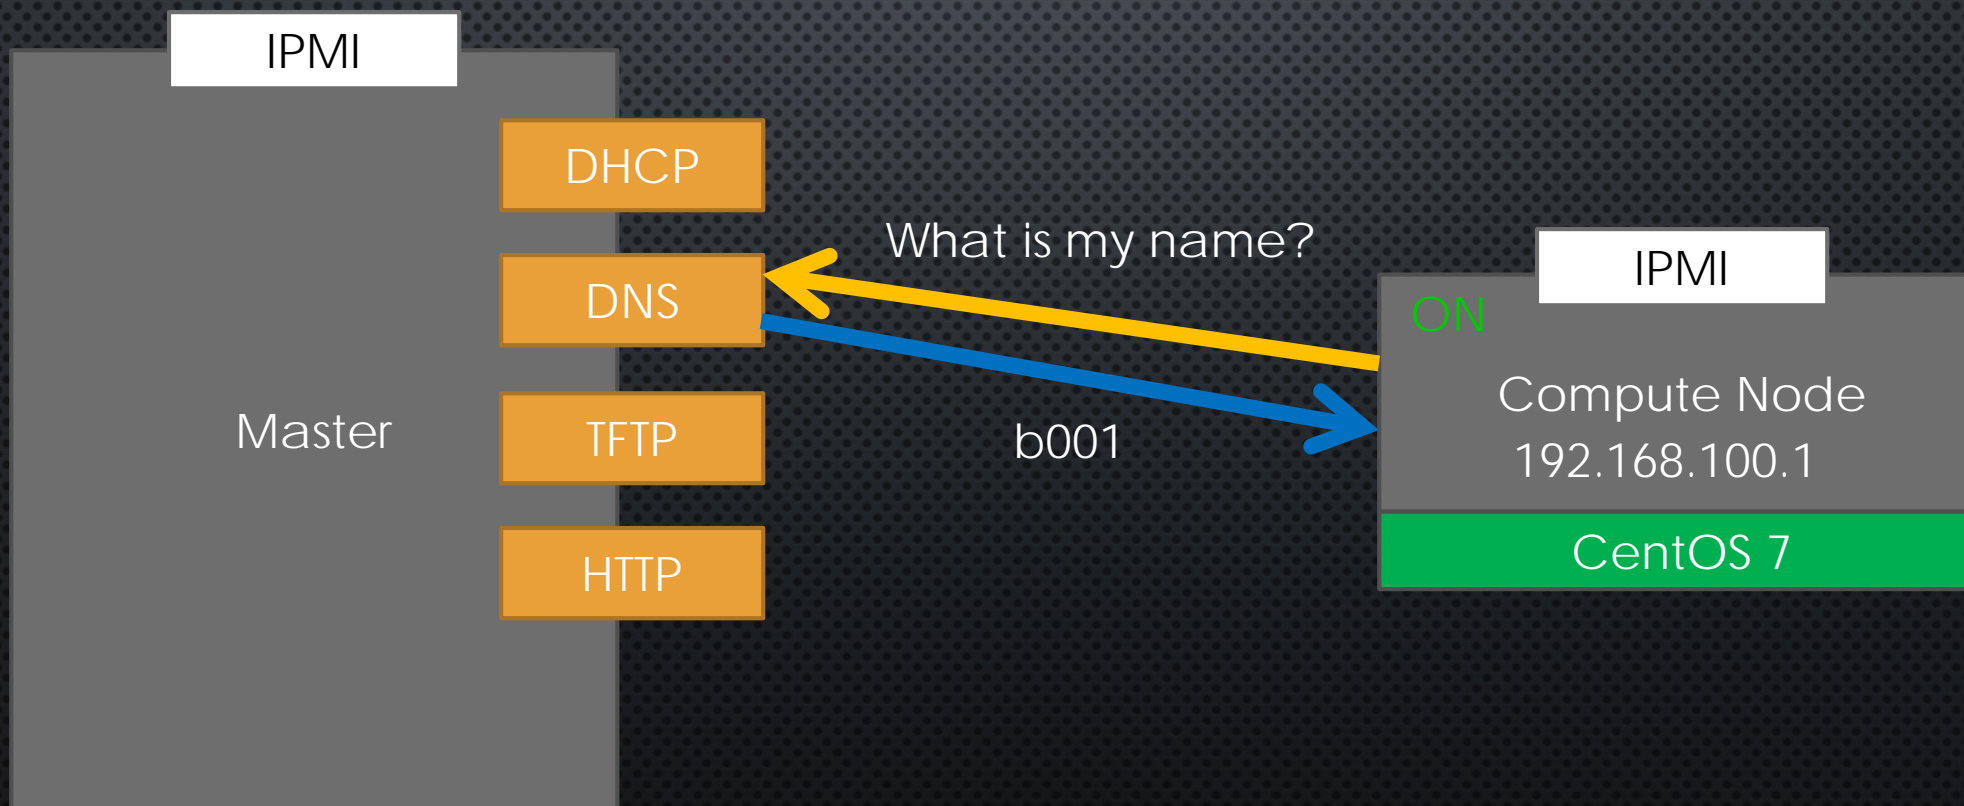 IPMI
DHCP
What is my name?
DNS
IPMI
ON
Master
TFTP
b001
Compute Node
192.168.100.1
HTTP
CentOS 7